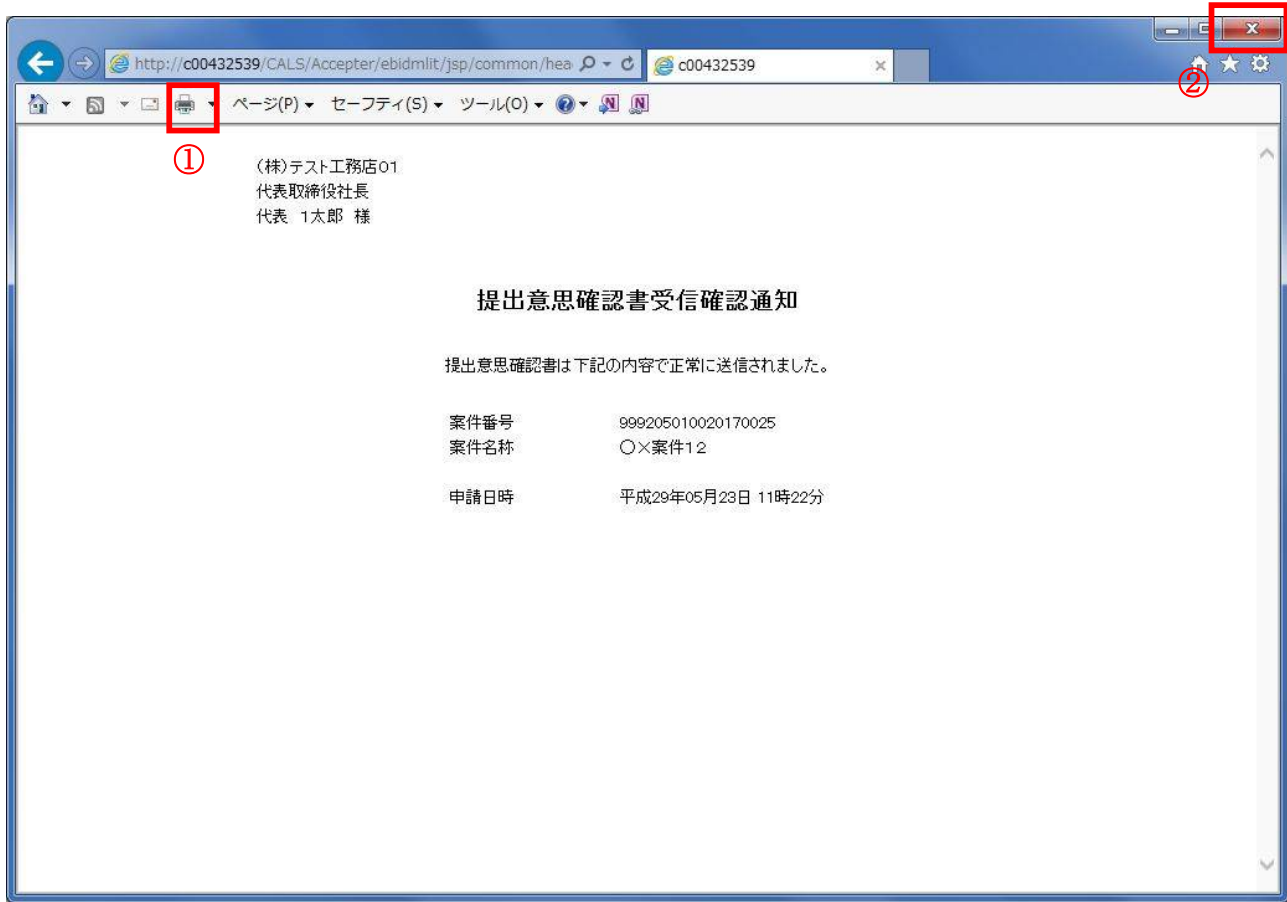 ②
http://c00432539/CALS/Accepter/ebidmlit/jsp/common/hea
c00432539
ページ(P) セーフティ(S) ツール(O)
①
(株)テスト工務店01
代表取締役社長
代表 1太郎 様
提出意思確認書受信確認通知
提出意思確認書は下記の内容で正常に送信されました。
案件番号 999205010020170025
案件名称 ○×案件12
申請日時 平成29年05月23日 11時22分